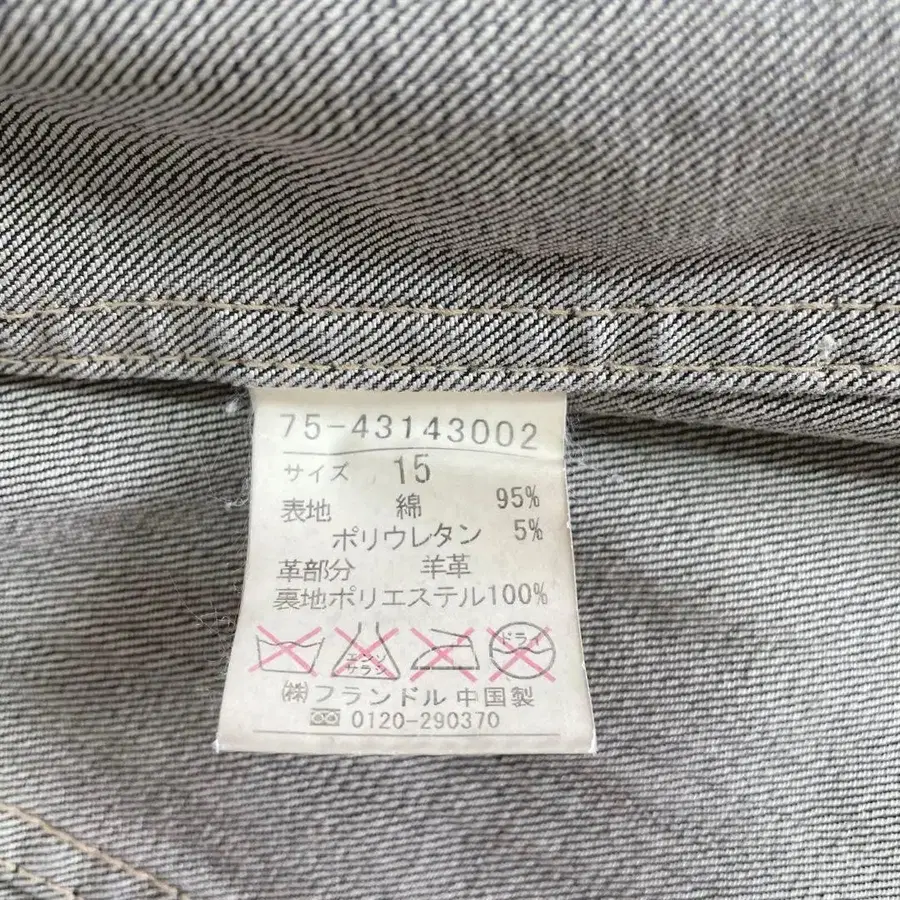 75-43143002
サイズ 15
表地 綿 95%
ポリウレタン 5%
革部分 羊革
裏地ポリエステル100%
エンソサラシ ドライ
㈱フランドル 中国製
0120-290370